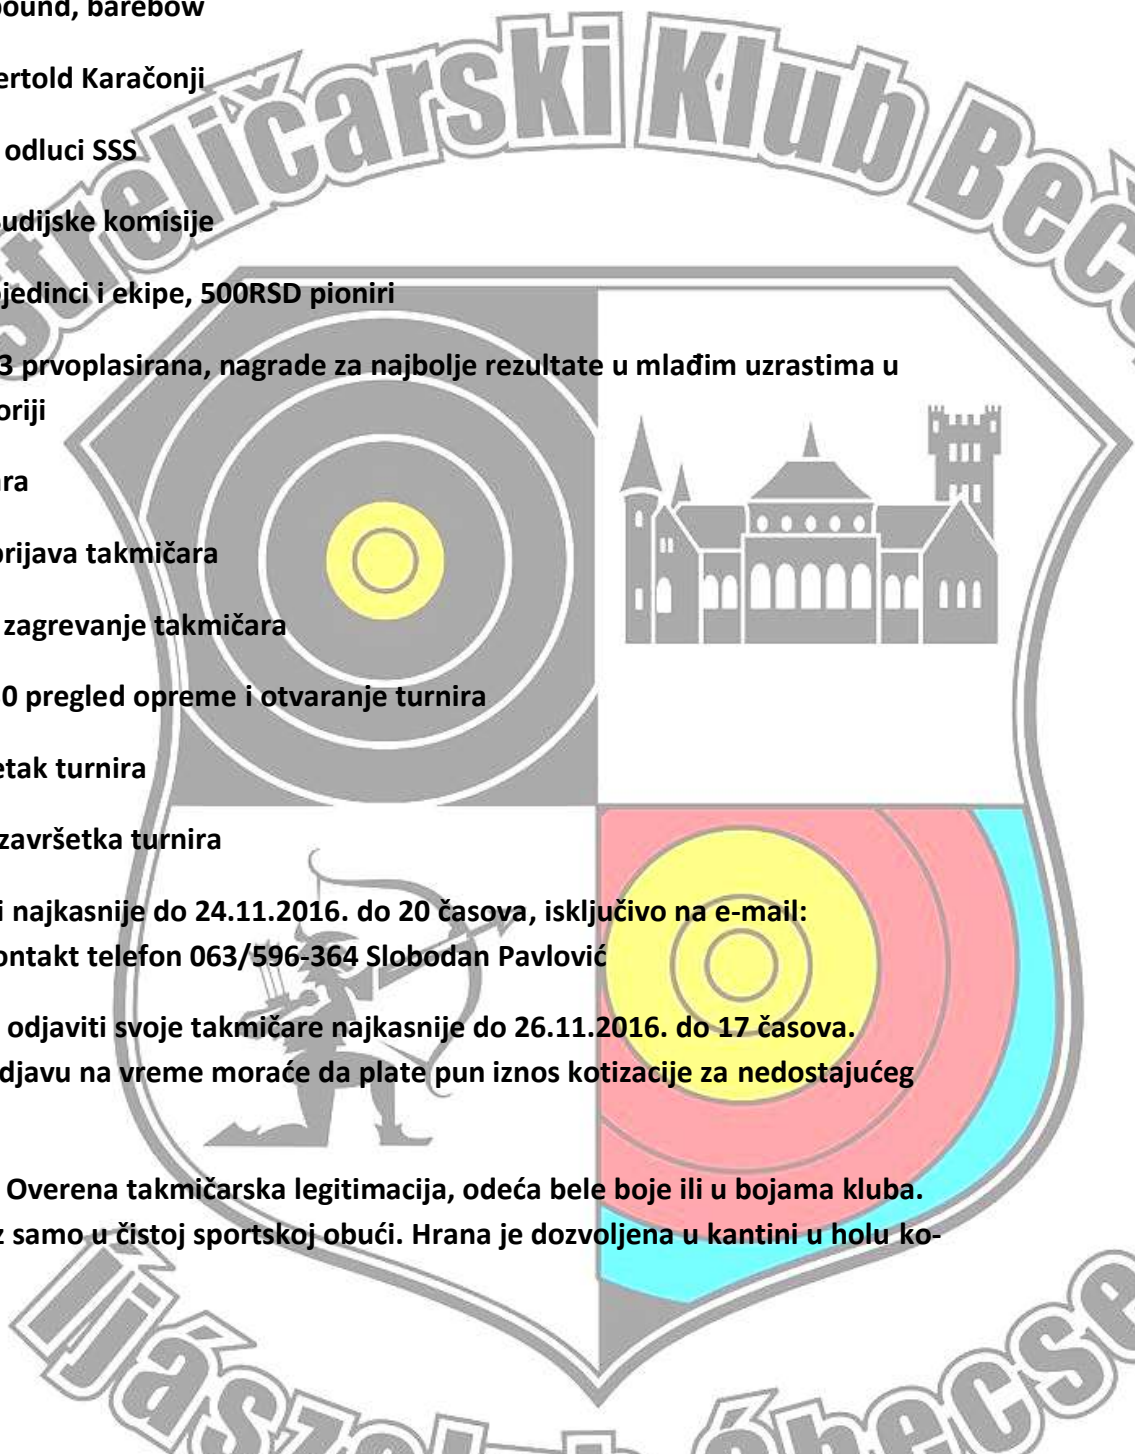 ound, barebow
ertold Karačonji
odluci SSS
udijske komisije
jedinci i ekipe, 500RSD pioniri
3 prvoplasirana, nagrade za najbolje rezultate u mlađim uzrastima u
oriji
ra
prijava takmičara
zagrevanje takmičara
0 pregled opreme i otvaranje turnira
etak turnira
završetka turnira
i najkasnije do 24.11.2016. do 20 časova, isključivo na e-mail:
ontakt telefon 063/596-364 Slobodan Pavlović
odjaviti svoje takmičare najkasnije do 26.11.2016. do 17 časova.
djavu na vreme moraće da plate pun iznos kotizacije za nedostajućeg
Overena takmičarska legitimacija, odeća bele boje ili u bojama kluba.
z samo u čistoj sportskoj obući. Hrana je dozvoljena u kantini u holu ko-
Streličarski Klub Beč
Íjász
óbecse